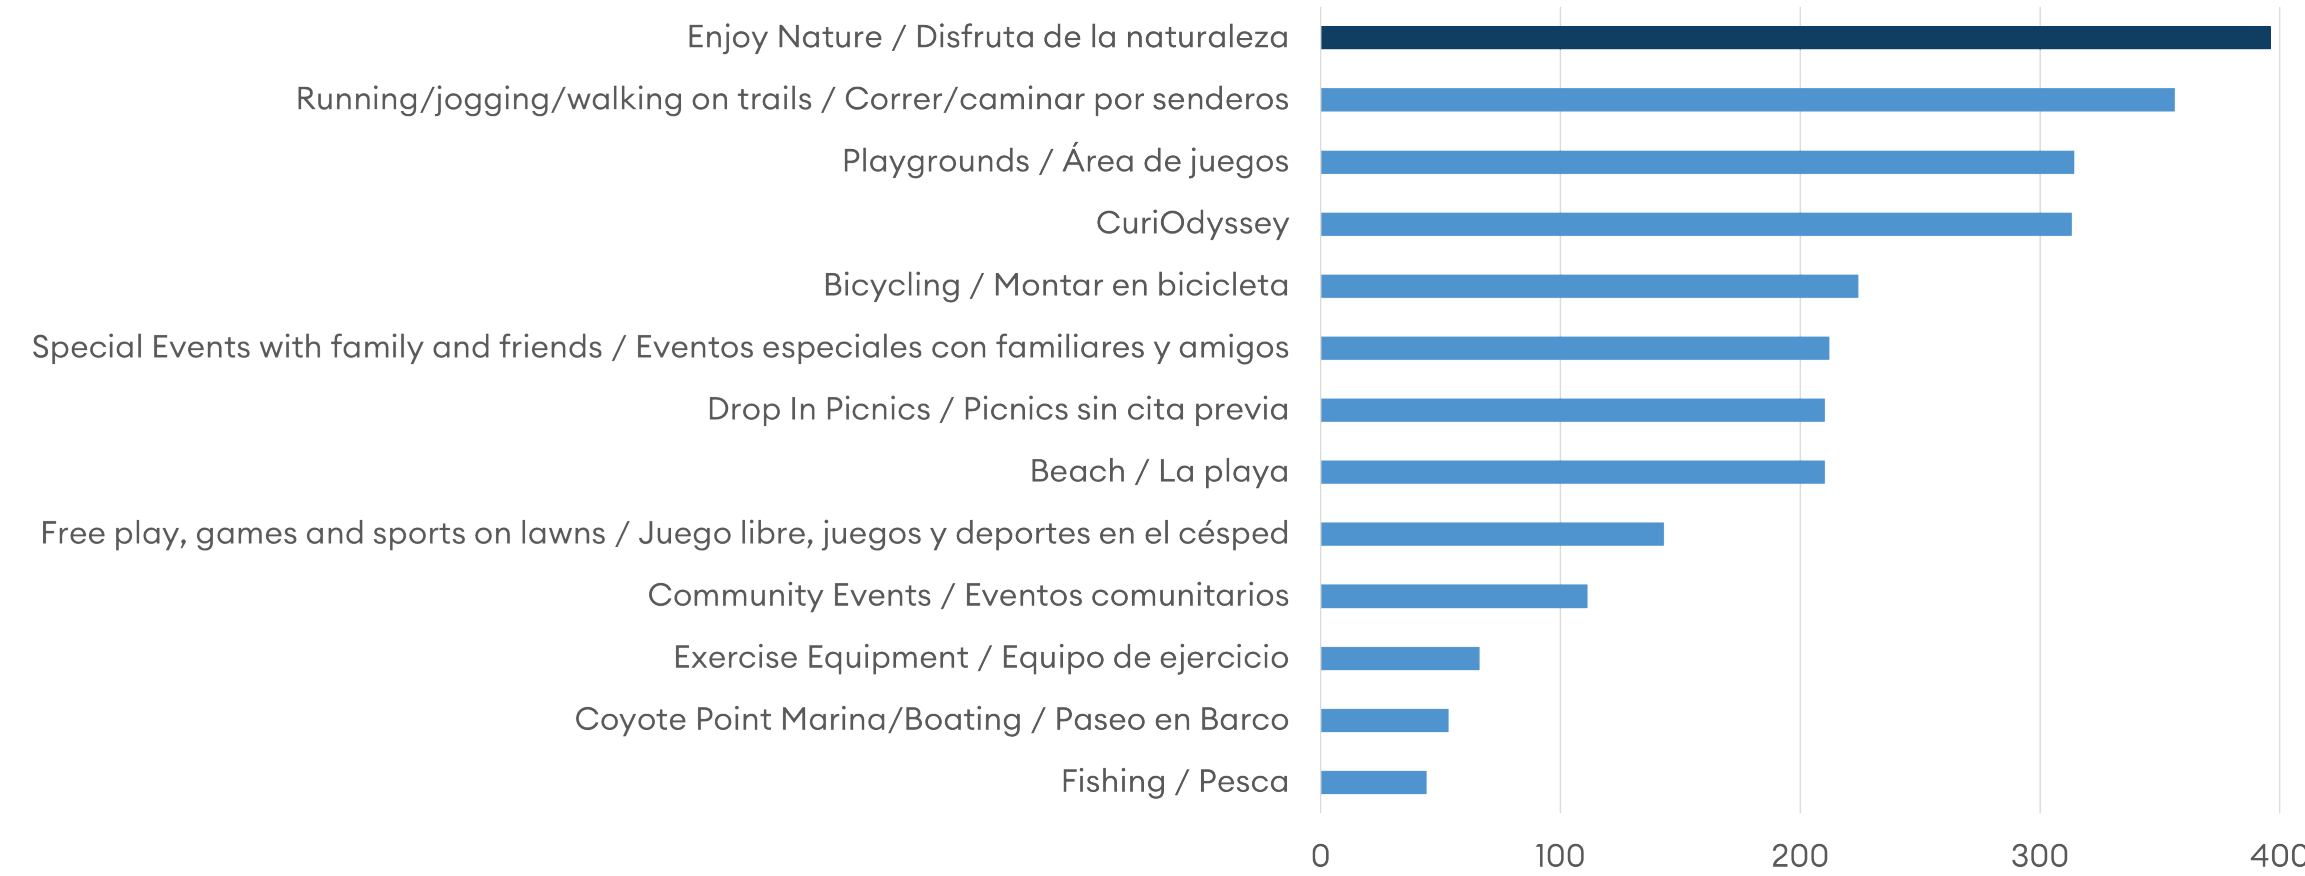 Enjoy Nature / Disfruta de la naturaleza
Running/jogging/walking on trails / Correr/caminar por senderos
Playgrounds / Área de juegos
CuriOdyssey
Bicycling / Montar en bicicleta
Special Events with family and friends / Eventos especiales con familiares y amigos
Drop In Picnics / Picnics sin cita previa
Beach / La playa
Free play, games and sports on lawns / Juego libre, juegos y deportes en el césped
Community Events / Eventos comunitarios
Exercise Equipment / Equipo de ejercicio
Coyote Point Marina/Boating / Paseo en Barco
Fishing / Pesca
0 100 200 300 400